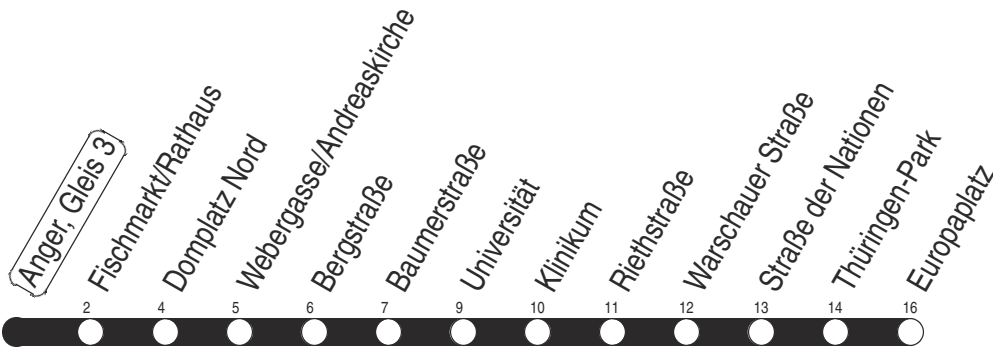 Anger, Gleis 3
Fischmarkt/Rathaus
Domplatz Nord
Webergasse/Andreaskirche
Bergstraße
Baumerstraße
Universität
Klinikum
Riethstraße
Warschauer Straße
Straße der Nationen
Thüringen-Park
Europaplatz
2 4 5 6 7 9 10 11 12 13 14 16